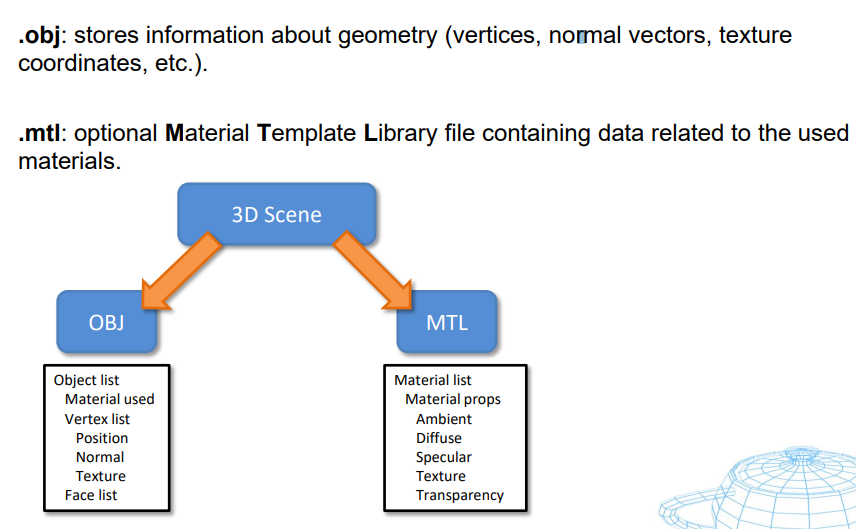 .obj: stores information about geometry (vertices, normal vectors, texture
coordinates, etc.).
.mtl: optional Material Template Library file containing data related to the used
materials.
3D Scene
OBJ
MTL
Object list
Material used
Vertex list
Position
Normal
Texture
Face list
Material list
Material props
Ambient
Diffuse
Specular
Texture
Transparency